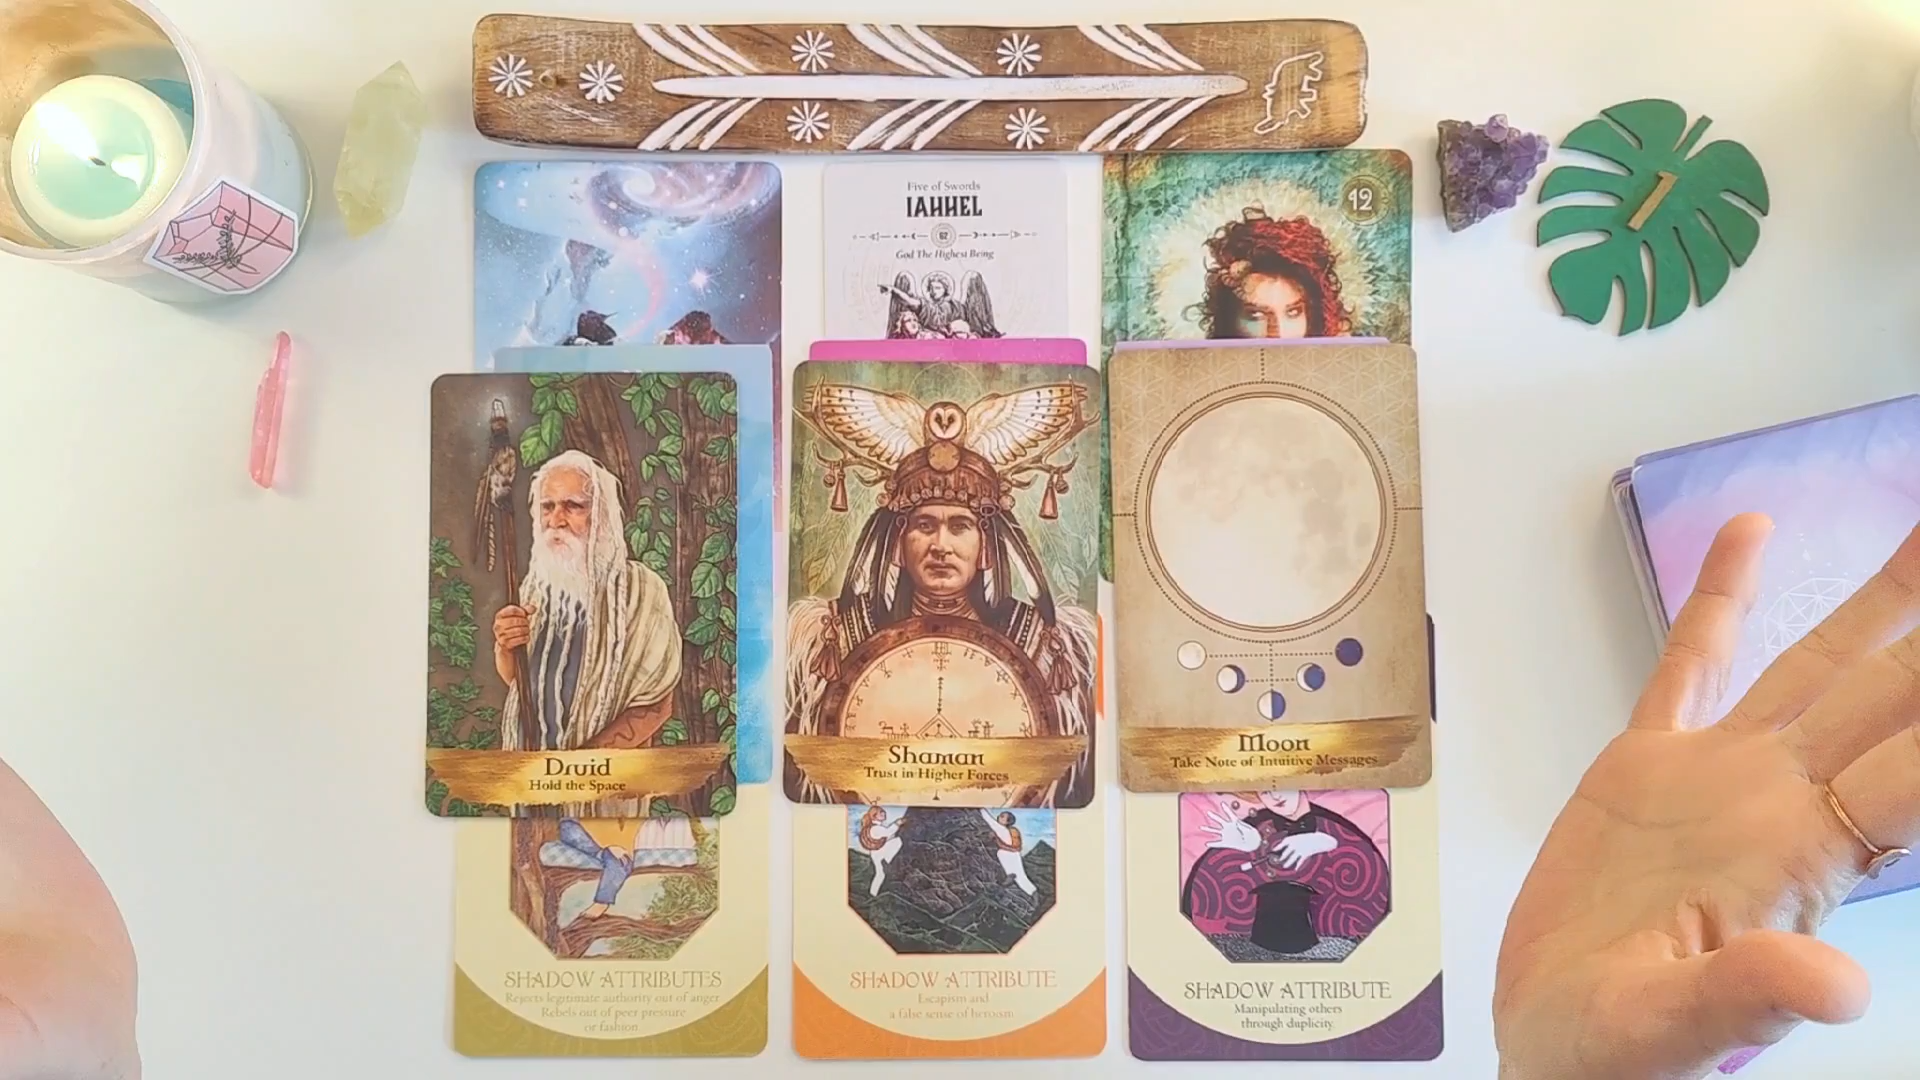 Five of Swords
IAHHEL
62
God The Highest Being
42
1
Druid
Hold the Space
Shaman
Trust in Higher Forces
Moon
Take Note of Intuitive Messages
SHADOW ATTRIBUTES
Rejects legitimate authority out of anger
Rebels out of peer pressure
or fashion
SHADOW ATTRIBUTE
Escapism and
a false sense of heroism
SHADOW ATTRIBUTE
Manipulating others
through duplicity.